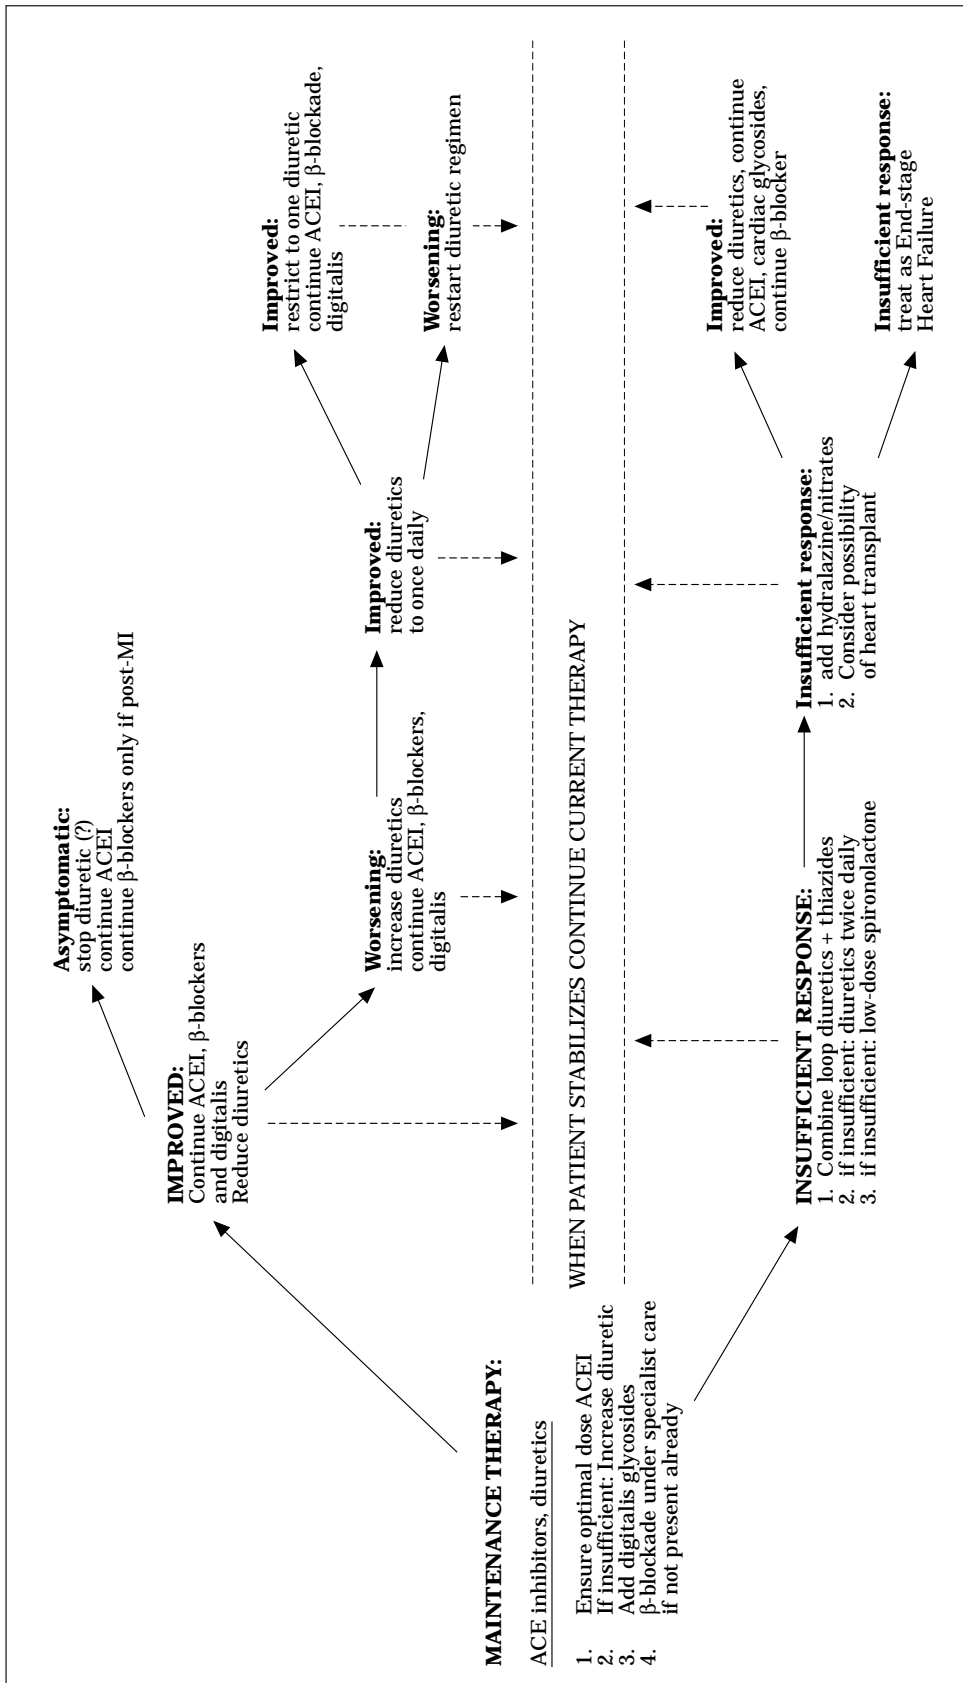 MAINTENANCE THERAPY:
ACE inhibitors, diuretics
1. Ensure optimal dose ACEI
2. If insufficient: Increase diuretic
3. Add digitalis glycosides
4. β-blockade under specialist care
if not present already
IMPROVED:
Continue ACEI, β-blockers
and digitalis
Reduce diuretics
Asymptomatic:
stop diuretic (?)
continue ACEI
continue β-blockers only if post-MI
Worsening:
increase diuretics
continue ACEI, β-blockers,
digitalis
Improved:
reduce diuretics
to once daily
Improved:
restrict to one diuretic
continue ACEI, β-blockade,
digitalis
Worsening:
restart diuretic regimen
WHEN PATIENT STABILIZES CONTINUE CURRENT THERAPY
INSUFFICIENT RESPONSE:
1. Combine loop diuretics + thiazides
2. if insufficient: diuretics twice daily
3. if insufficient: low-dose spironolactone
Insufficient response:
1. add hydralazine/nitrates
2. Consider possibility
of heart transplant
Improved:
reduce diuretics, continue
ACEI, cardiac glycosides,
continue β-blocker
Insufficient response:
treat as End-stage
Heart Failure